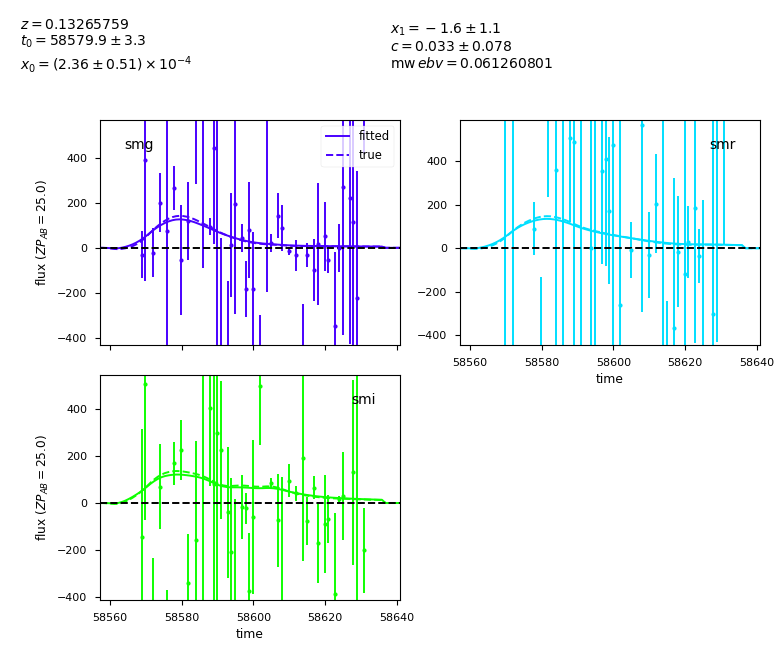 z = 0.13265759
t₀ = 58579.9 ± 3.3
x₀ = (2.36 ± 0.51) × 10⁻⁴
x₁ = −1.6 ± 1.1
c = 0.033 ± 0.078
mw ebv = 0.061260801
smg
fitted
true
400
200
0
−200
−400
flux (ZP_AB = 25.0)
smr
400
200
0
−200
−400
58560 58580 58600 58620 58640
time
smi
400
200
0
−200
−400
flux (ZP_AB = 25.0)
58560 58580 58600 58620 58640
time